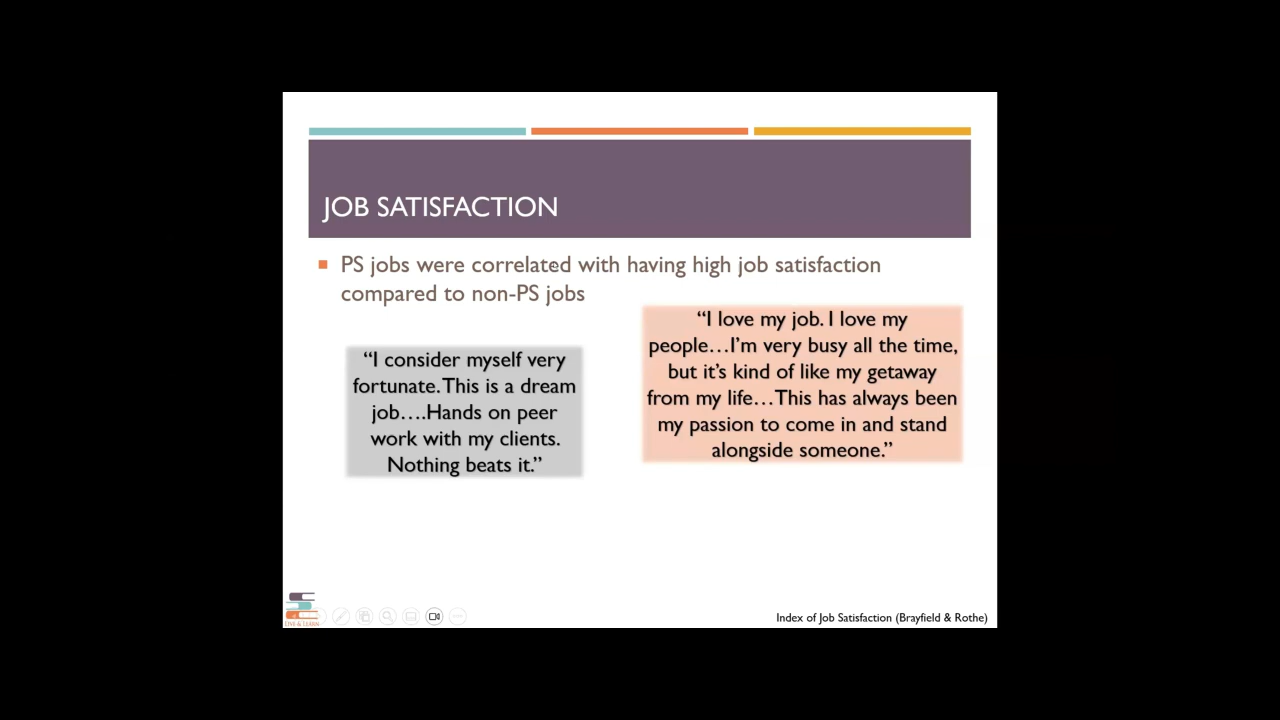 JOB SATISFACTION
PS jobs were correlated with having high job satisfaction
compared to non-PS jobs
“I consider myself very
fortunate. This is a dream
job….Hands on peer
work with my clients.
Nothing beats it.”
“I love my job. I love my
people…I’m very busy all the time,
but it’s kind of like my getaway
from my life…This has always been
my passion to come in and stand
alongside someone.”
LIVE & LEARN
Index of Job Satisfaction (Brayfield & Rothe)